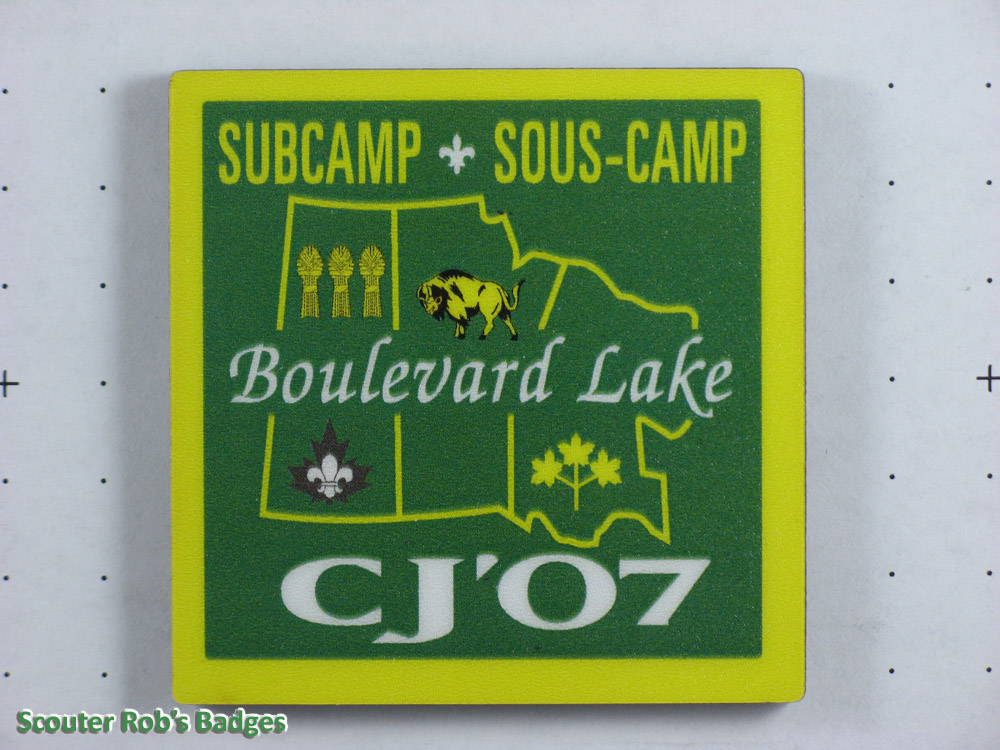 SUBCAMP SOUS-CAMP
Boulevard Lake
CJ'07
Scouter Rob's Badges